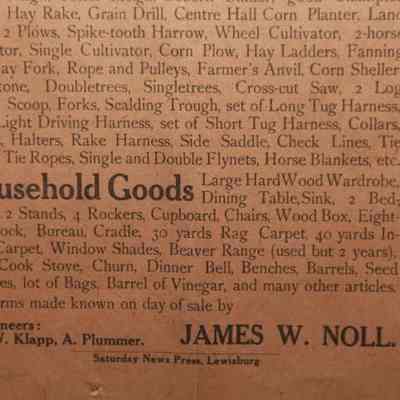 Hay Rake, Grain Drill, Centre Hall Corn Planter, Land
2 Plows, Spike-tooth Harrow, Wheel Cultivator, 2-horse
tor, Single Cultivator, Corn Plow, Hay Ladders, Fanning
ay Fork, Rope and Pulleys, Farmer's Anvil, Corn Sheller
tone, Doubletrees, Singletrees, Cross-cut Saw, 2 Log
Scoop, Forks, Scalding Trough, set of Long Tug Harness,
Light Driving Harness, set of Short Tug Harness, Collars,
, Halters, Rake Harness, Side Saddle, Check Lines, Tie
Tie Ropes, Single and Double Flynets, Horse Blankets, etc.
usehold Goods Large HardWood Wardrobe,
Dining Table, Sink, 2 Bed-
2 Stands, 4 Rockers, Cupboard, Chairs, Wood Box, Eight-
ock, Bureau, Cradle, 30 yards Rag Carpet, 40 yards In-
Carpet, Window Shades, Beaver Range (used but 2 years),
Cook Stove, Churn, Dinner Bell, Benches, Barrels, Seed
es, lot of Bags, Barrel of Vinegar, and many other articles.
rms made known on day of sale by
neers:
W. Klapp, A. Plummer. JAMES W. NOLL.
Saturday News Press, Lewisburg